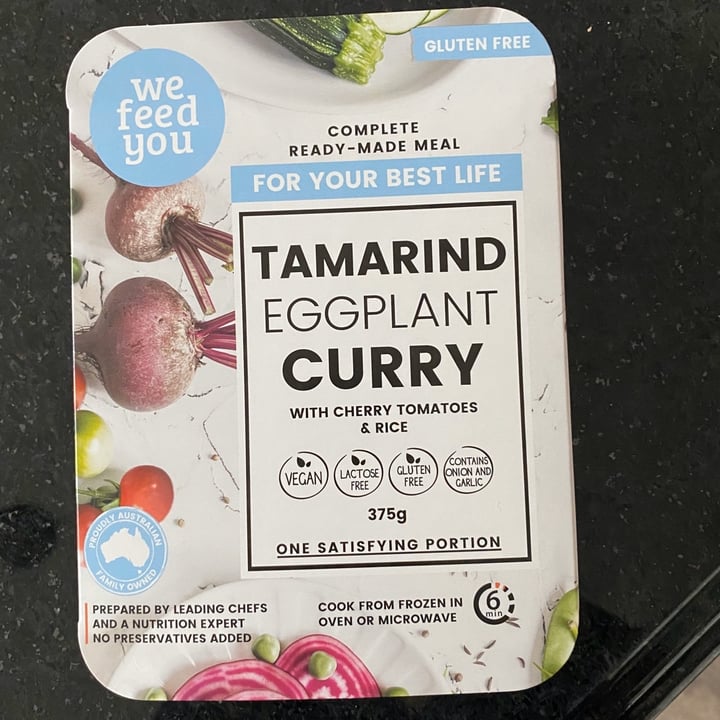 we
feed
you
GLUTEN FREE
COMPLETE
READY-MADE MEAL
FOR YOUR BEST LIFE
TAMARIND
EGGPLANT
CURRY
WITH CHERRY TOMATOES
& RICE
VEGAN
LACTOSE
FREE
GLUTEN
FREE
CONTAINS
ONION AND
GARLIC
375g
ONE SATISFYING PORTION
PROUDLY AUSTRALIAN
FAMILY OWNED
PREPARED BY LEADING CHEFS
AND A NUTRITION EXPERT
NO PRESERVATIVES ADDED
COOK FROM FROZEN IN
OVEN OR MICROWAVE
6
min